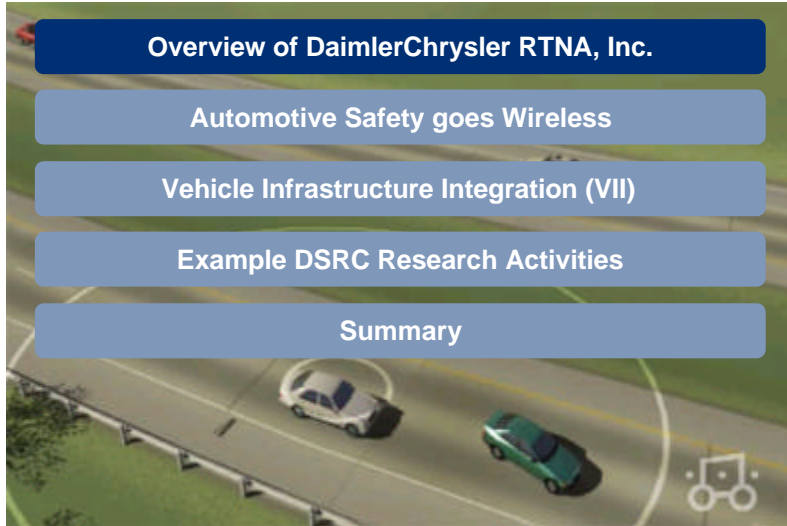 Overview of DaimlerChrysler RTNA, Inc.
Automotive Safety goes Wireless
Vehicle Infrastructure Integration (VII)
Example DSRC Research Activities
Summary